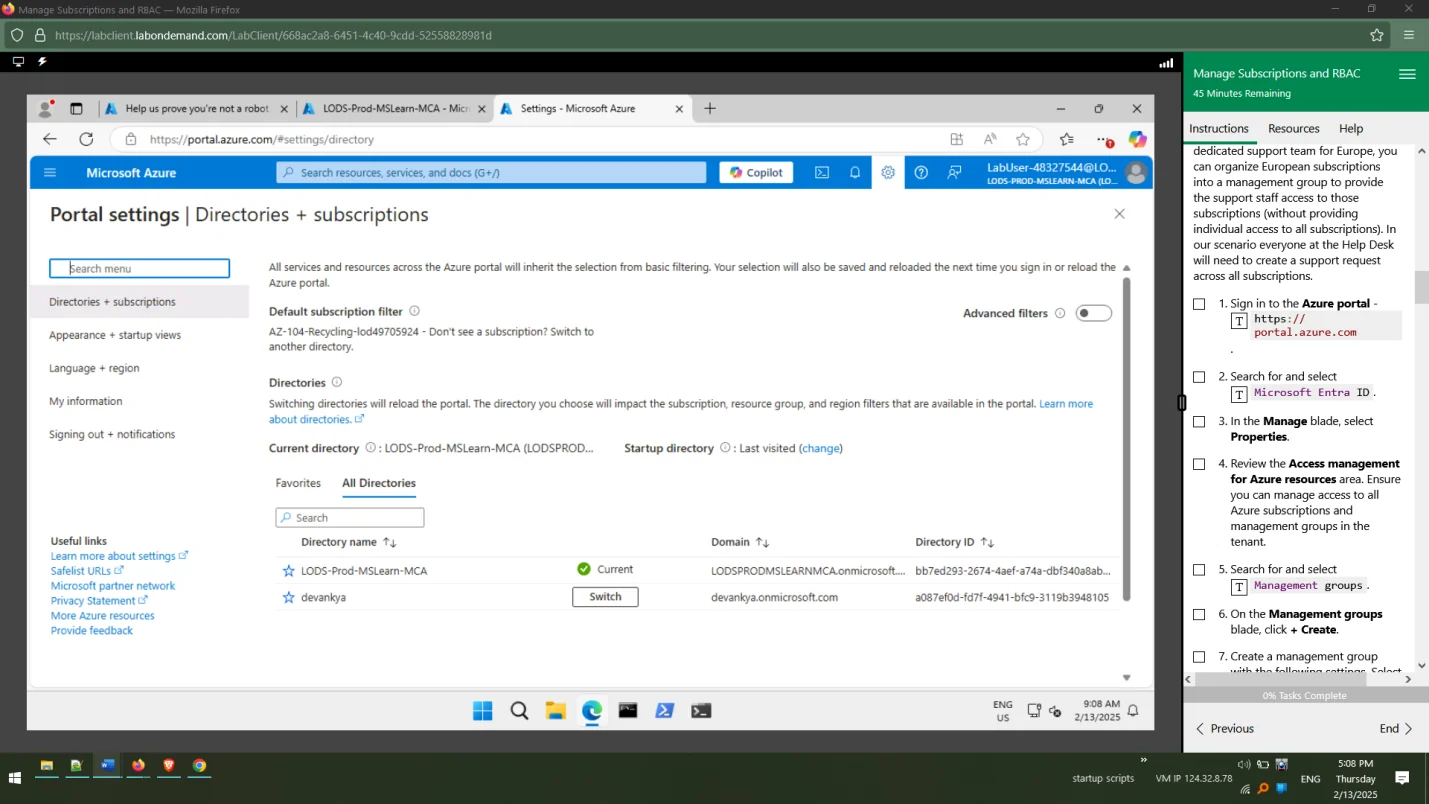 Manage Subscriptions and RBAC — Mozilla Firefox
https://labclient.labondemand.com/LabClient/668ac2a8-6451-4c40-9cdd-52558828981d
Help us prove you're not a robot
LODS-Prod-MSLearn-MCA - Micr
Settings - Microsoft Azure
https://portal.azure.com/#settings/directory
Microsoft Azure
Search resources, services, and docs (G+/)
Copilot
LabUser-48327544@LO...
LODS-PROD-MSLEARN-MCA (LO...
Portal settings | Directories + subscriptions
Search menu
Directories + subscriptions
Appearance + startup views
Language + region
My information
Signing out + notifications
Useful links
Learn more about settings
Safelist URLs
Microsoft partner network
Privacy Statement
More Azure resources
Provide feedback
All services and resources across the Azure portal will inherit the selection from basic filtering. Your selection will also be saved and reloaded the next time you sign in or reload the
Azure portal.
Default subscription filter
Advanced filters
AZ-104-Recycling-lod49705924 - Don't see a subscription? Switch to
another directory.
Directories
Switching directories will reload the portal. The directory you choose will impact the subscription, resource group, and region filters that are available in the portal. Learn more
about directories.
Current directory : LODS-Prod-MSLearn-MCA (LODSPROD...
Startup directory : Last visited (change)
Favorites
All Directories
Search
Directory name
Domain
Directory ID
LODS-Prod-MSLearn-MCA
Current
LODSPRODMSLEARNMCA.onmicrosoft....
bb7ed293-2674-4aef-a74a-dbf340a8ab...
devankya
Switch
devankya.onmicrosoft.com
a087ef0d-fd7f-4941-bfc9-3119b3948105
ENG
US
9:08 AM
2/13/2025
Manage Subscriptions and RBAC
45 Minutes Remaining
Instructions
Resources
Help
dedicated support team for Europe, you
can organize European subscriptions
into a management group to provide
the support staff access to those
subscriptions (without providing
individual access to all subscriptions). In
our scenario everyone at the Help Desk
will need to create a support request
across all subscriptions.
1. Sign in to the Azure portal -
T https://
portal.azure.com
.
2. Search for and select
T Microsoft Entra ID .
3. In the Manage blade, select
Properties.
4. Review the Access management
for Azure resources area. Ensure
you can manage access to all
Azure subscriptions and
management groups in the
tenant.
5. Search for and select
T Management groups .
6. On the Management groups
blade, click + Create.
7. Create a management group
with the following settings. Select
0% Tasks Complete
Previous
End
startup scripts
VM IP 124.32.8.78
ENG
5:08 PM
Thursday
2/13/2025